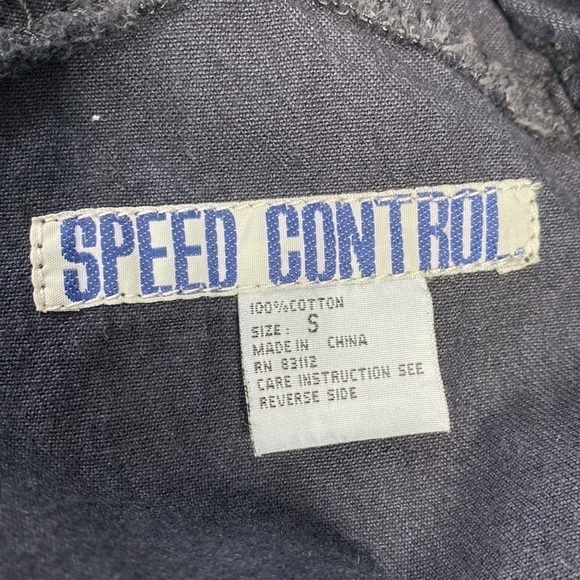 SPEED CONTROL.
100% COTTON
SIZE: S
MADE IN CHINA
RN 83112
CARE INSTRUCTION SEE
REVERSE SIDE